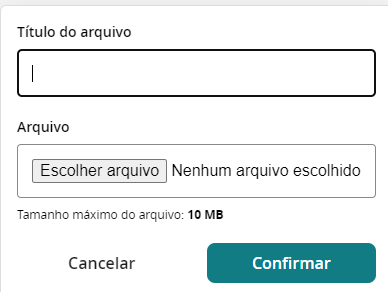 Título do arquivo
Arquivo
Escolher arquivo Nenhum arquivo escolhido
Tamanho máximo do arquivo: 10 MB
Cancelar Confirmar